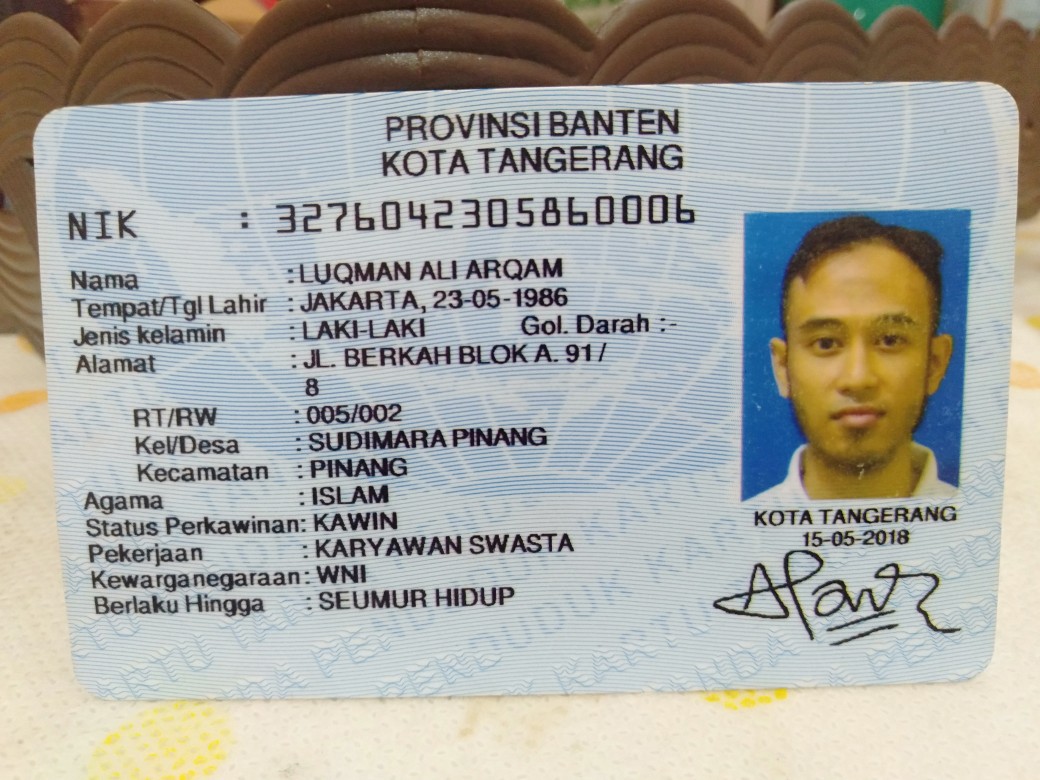 PROVINSI BANTEN
KOTA TANGERANG
NIK : 3276042305860006
Nama : LUQMAN ALI ARQAM
Tempat/Tgl Lahir : JAKARTA, 23-05-1986
Jenis kelamin : LAKI-LAKI Gol. Darah :-
Alamat : JL. BERKAH BLOK A. 91 /
8
RT/RW : 005/002
Kel/Desa : SUDIMARA PINANG
Kecamatan : PINANG
Agama : ISLAM
Status Perkawinan: KAWIN
Pekerjaan : KARYAWAN SWASTA
Kewarganegaraan: WNI
Berlaku Hingga : SEUMUR HIDUP
KOTA TANGERANG
15-05-2018